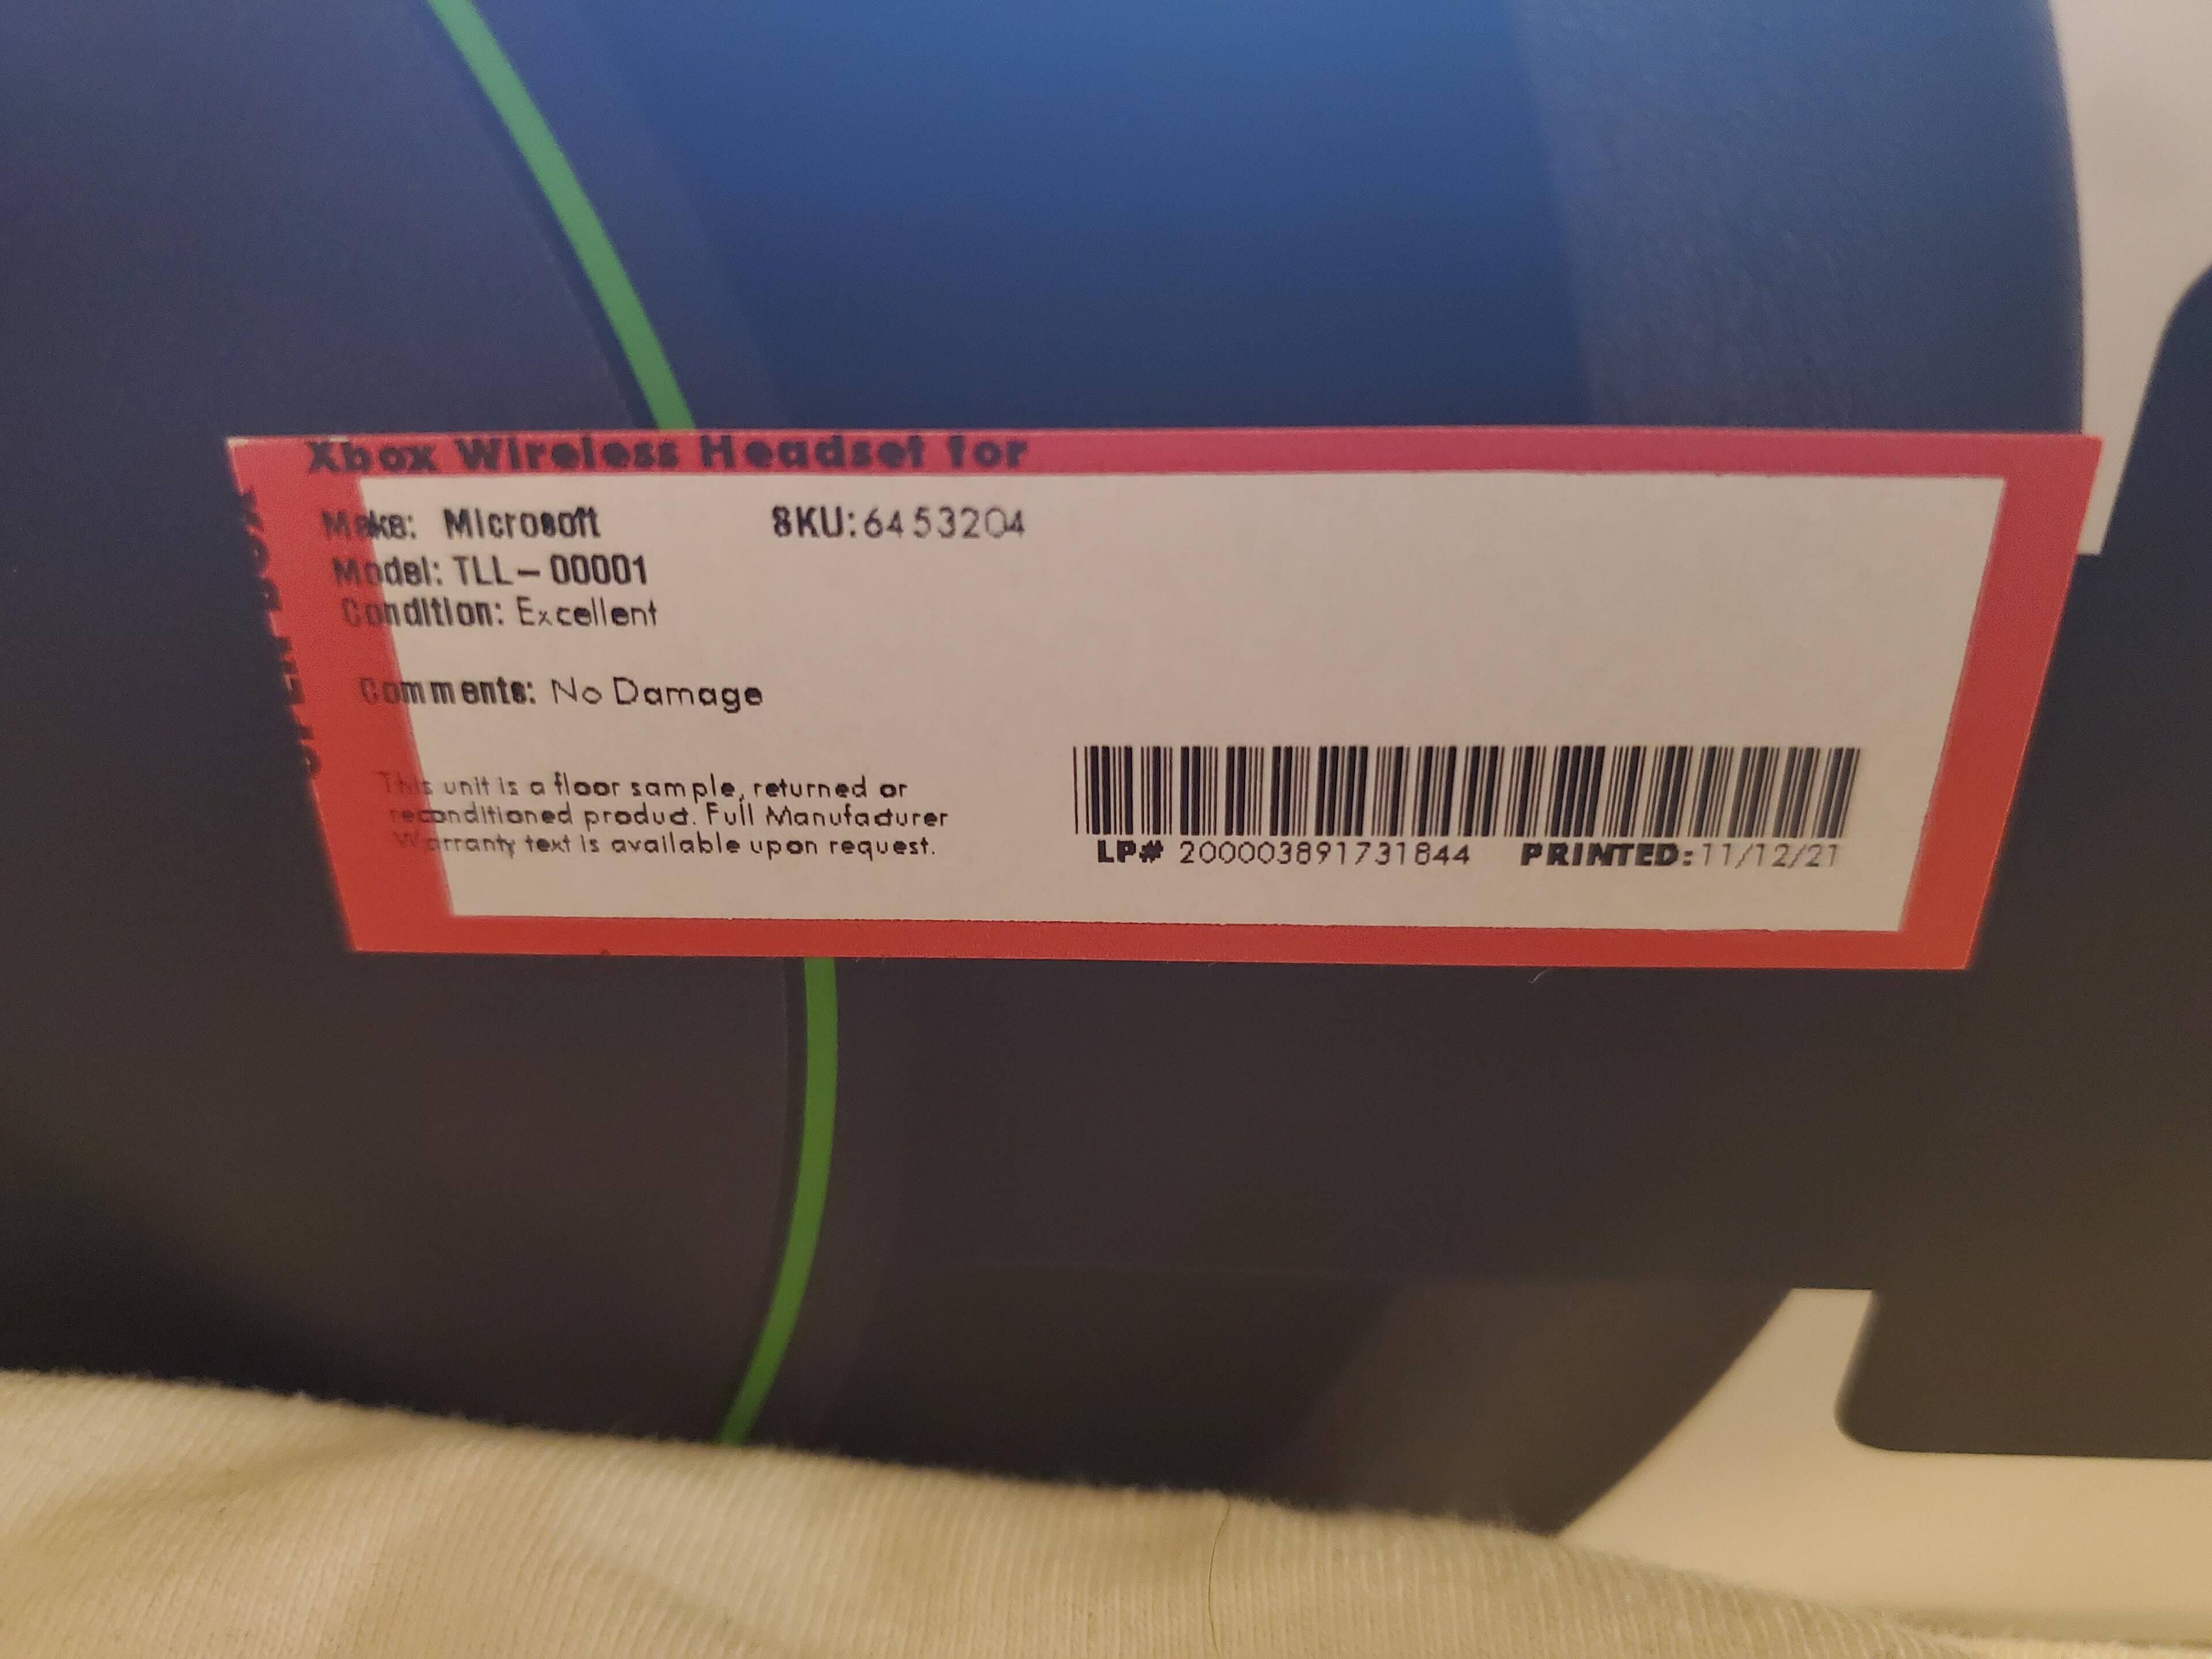 Xbox Wireless Headset for
Make: Microsoft SKU:6453204
Model: TLL-00001
Condition: Excellent
Comments: No Damage
This unit is a floor sample, returned or
reconditioned product. Full Manufacturer
Warranty text is available upon request.
LP# 200003891731844 PRINTED:11/12/21
OPEN BOX